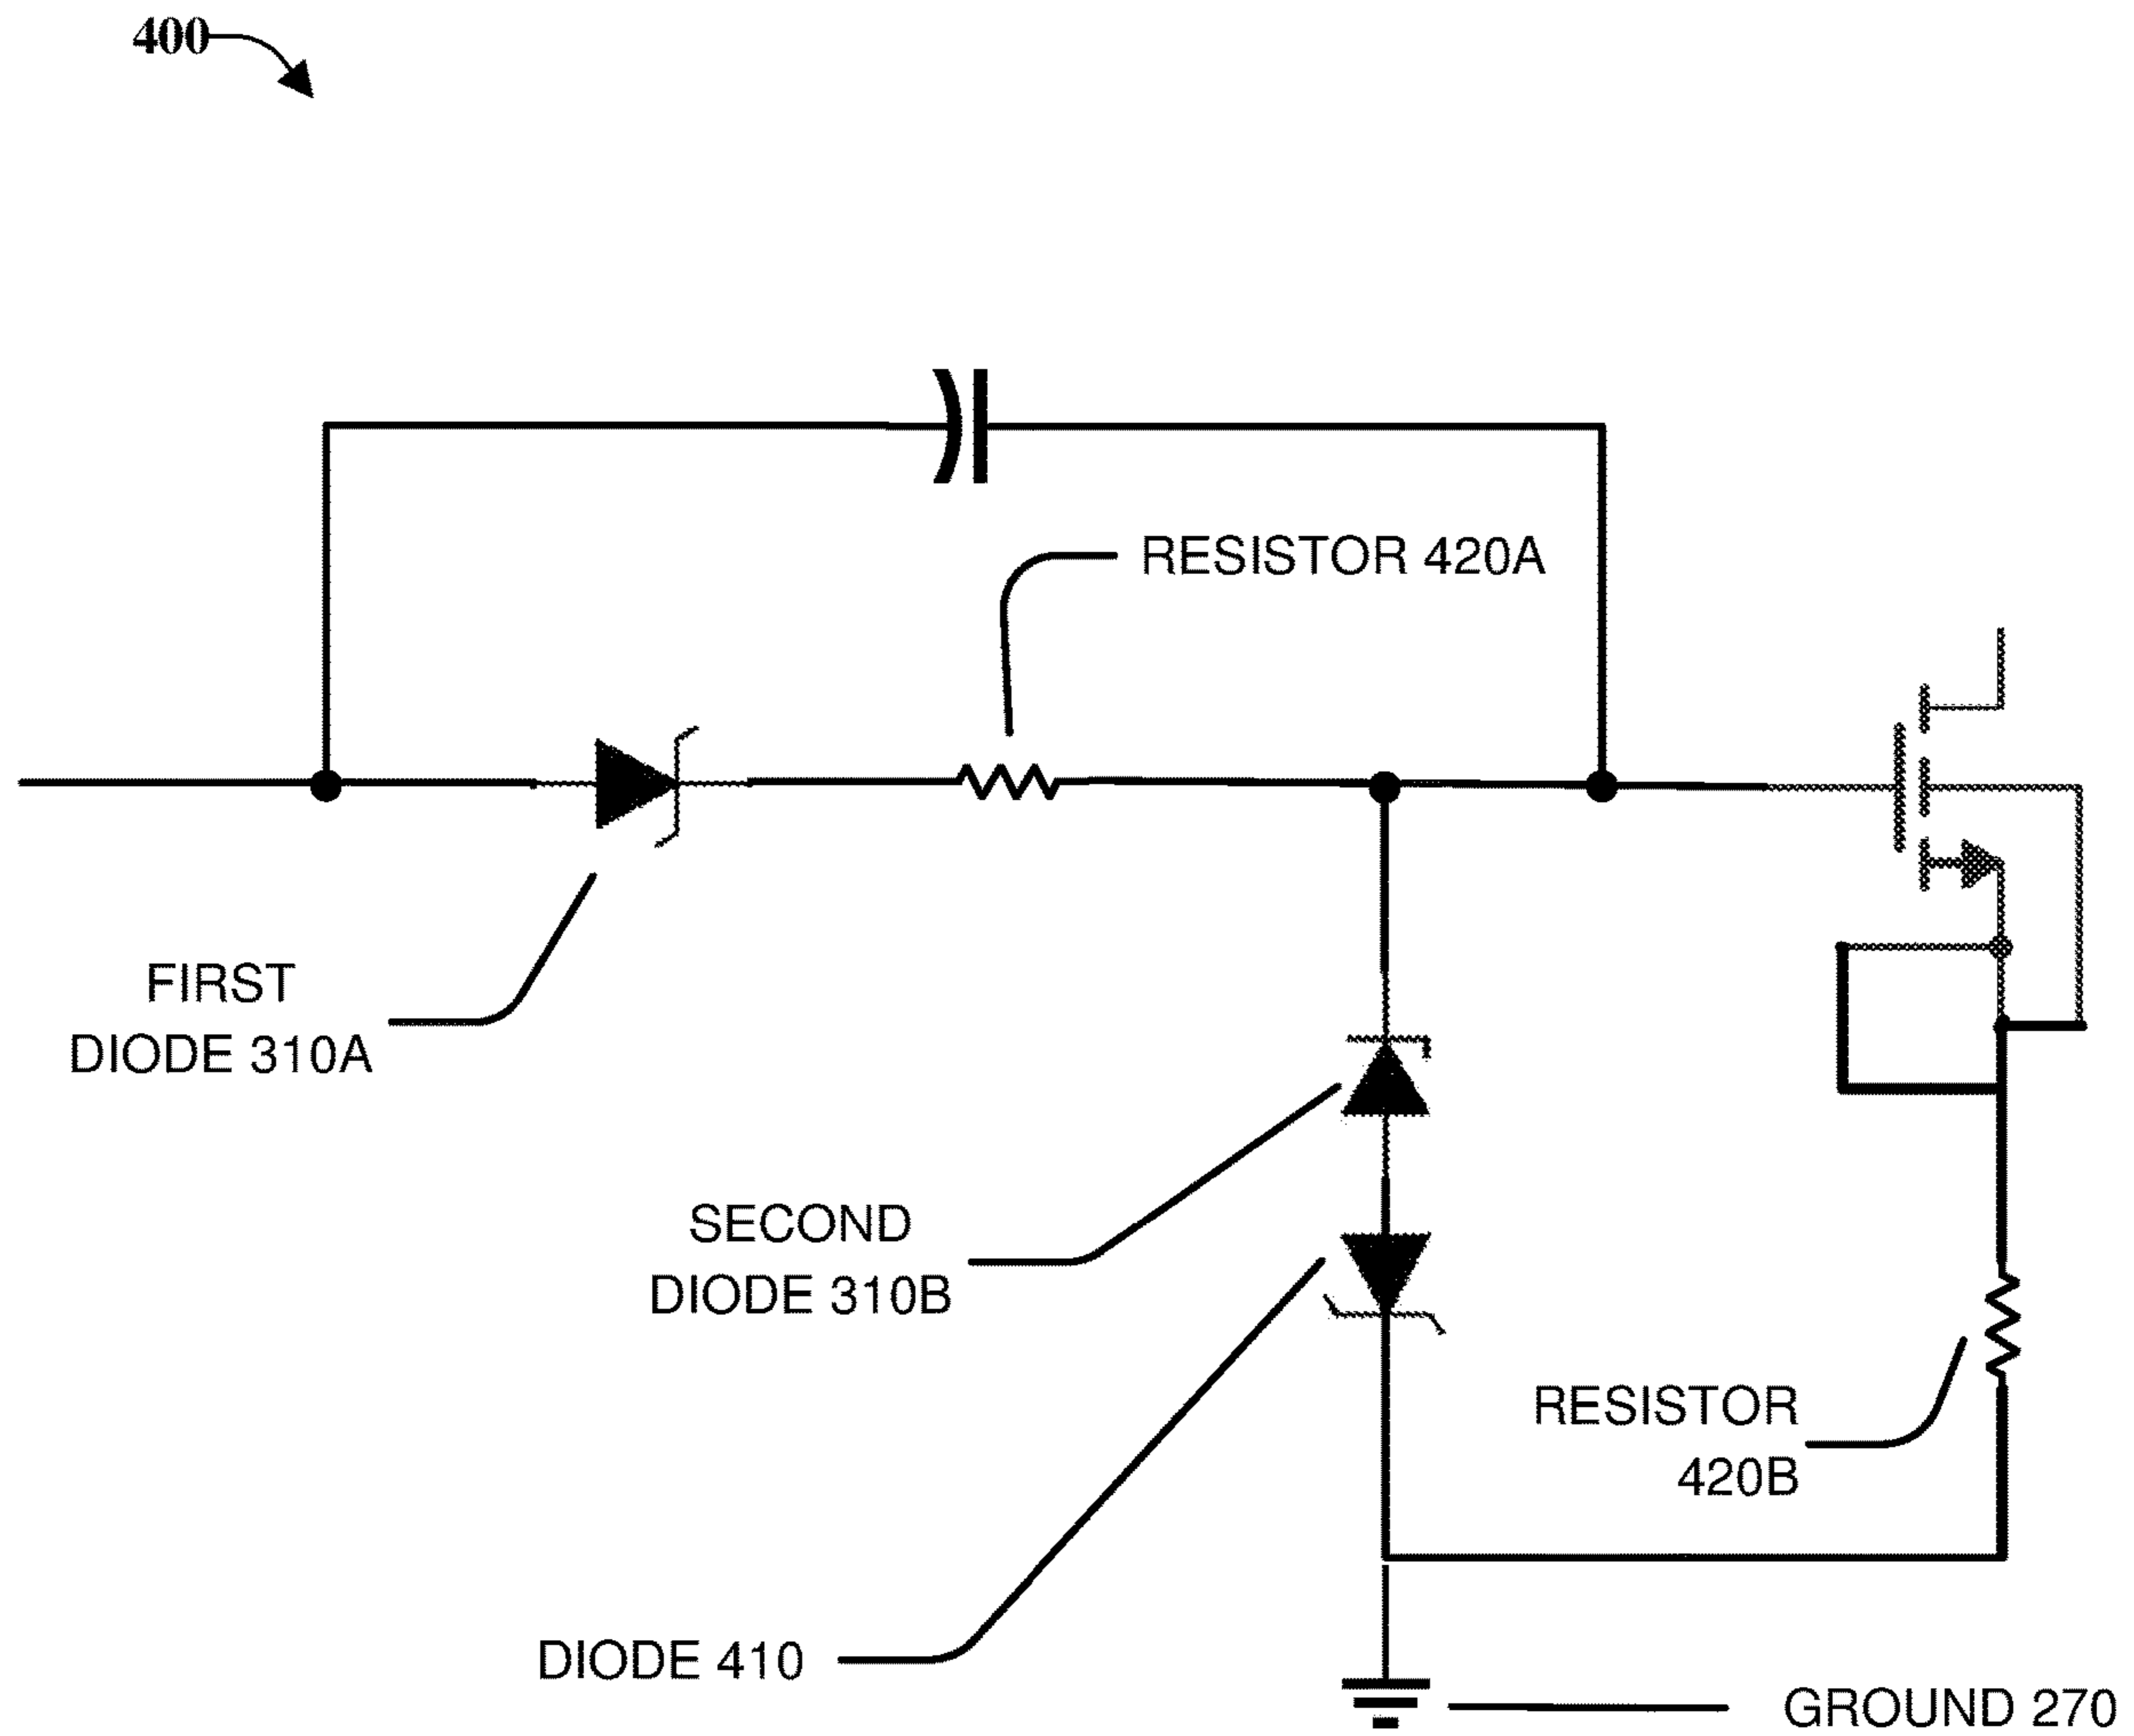 400
RESISTOR 420A
FIRST
DIODE 310A
SECOND
DIODE 310B
RESISTOR
420B
DIODE 410
GROUND 270